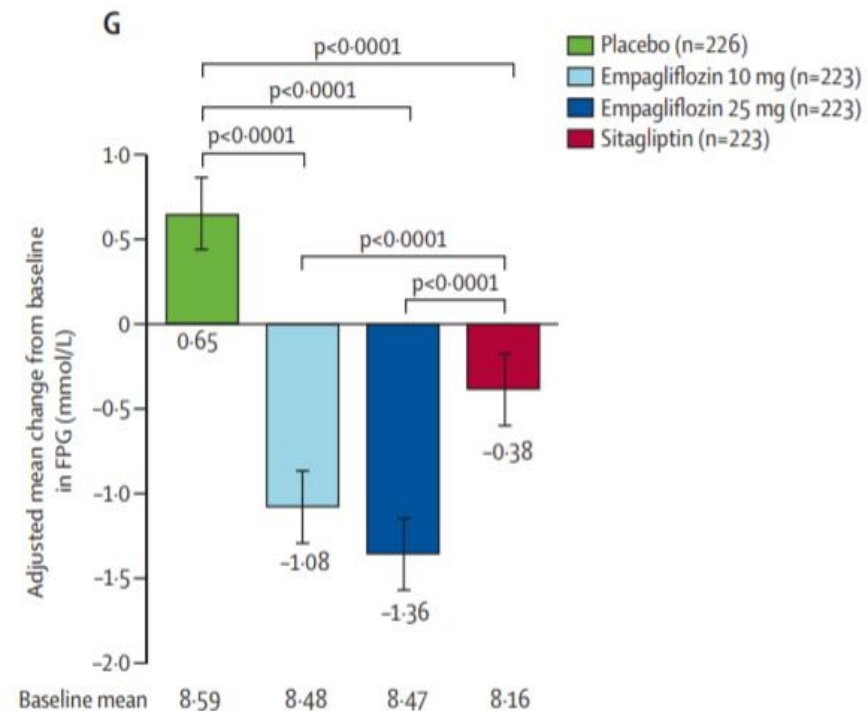 G
Placebo (n=226)
Empagliflozin 10 mg (n=223)
Empagliflozin 25 mg (n=223)
Sitagliptin (n=223)
p<0·0001
p<0·0001
p<0·0001
p<0·0001
p<0·0001
Adjusted mean change from baseline
in FPG (mmol/L)
1·0
0·5
0
–0·5
–1·0
–1·5
–2·0
0·65
–1·08
–1·36
–0·38
Baseline mean 8·59 8·48 8·47 8·16